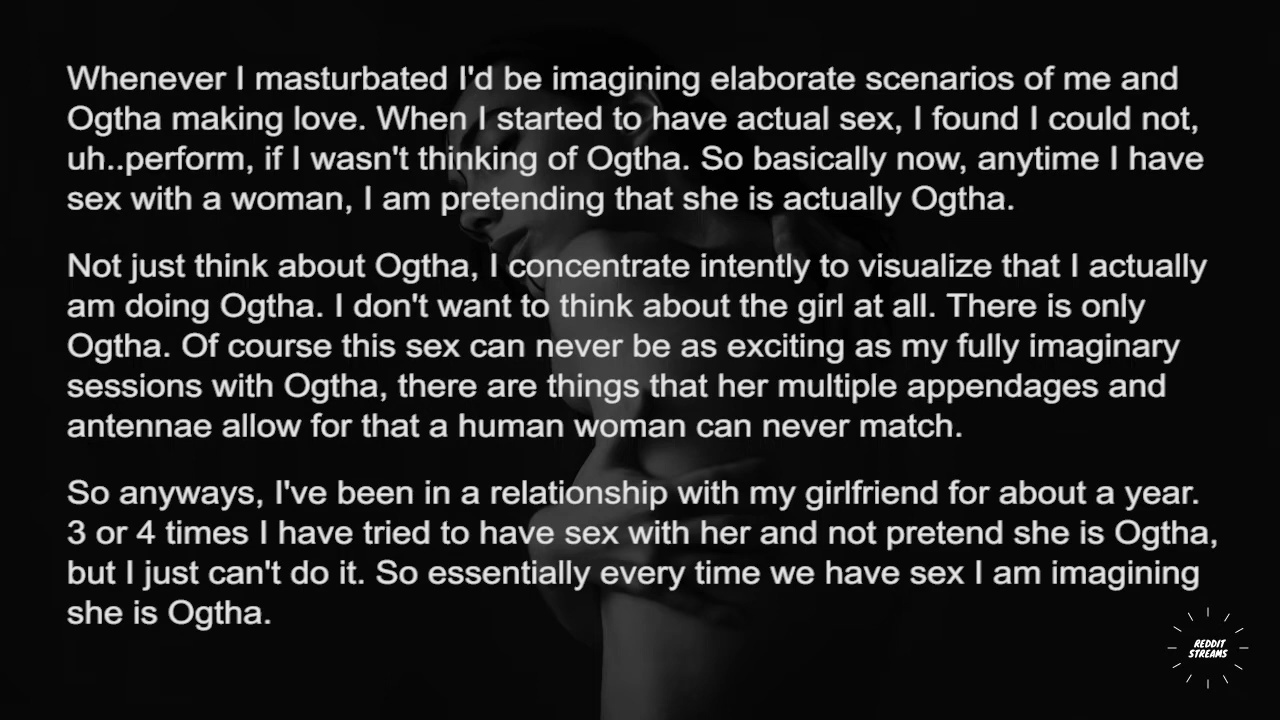 Whenever I masturbated I'd be imagining elaborate scenarios of me and
Ogtha making love. When I started to have actual sex, I found I could not,
uh..perform, if I wasn't thinking of Ogtha. So basically now, anytime I have
sex with a woman, I am pretending that she is actually Ogtha.
Not just think about Ogtha, I concentrate intently to visualize that I actually
am doing Ogtha. I don't want to think about the girl at all. There is only
Ogtha. Of course this sex can never be as exciting as my fully imaginary
sessions with Ogtha, there are things that her multiple appendages and
antennae allow for that a human woman can never match.
So anyways, I've been in a relationship with my girlfriend for about a year.
3 or 4 times I have tried to have sex with her and not pretend she is Ogtha,
but I just can't do it. So essentially every time we have sex I am imagining
she is Ogtha.
REDDIT
STREAMS